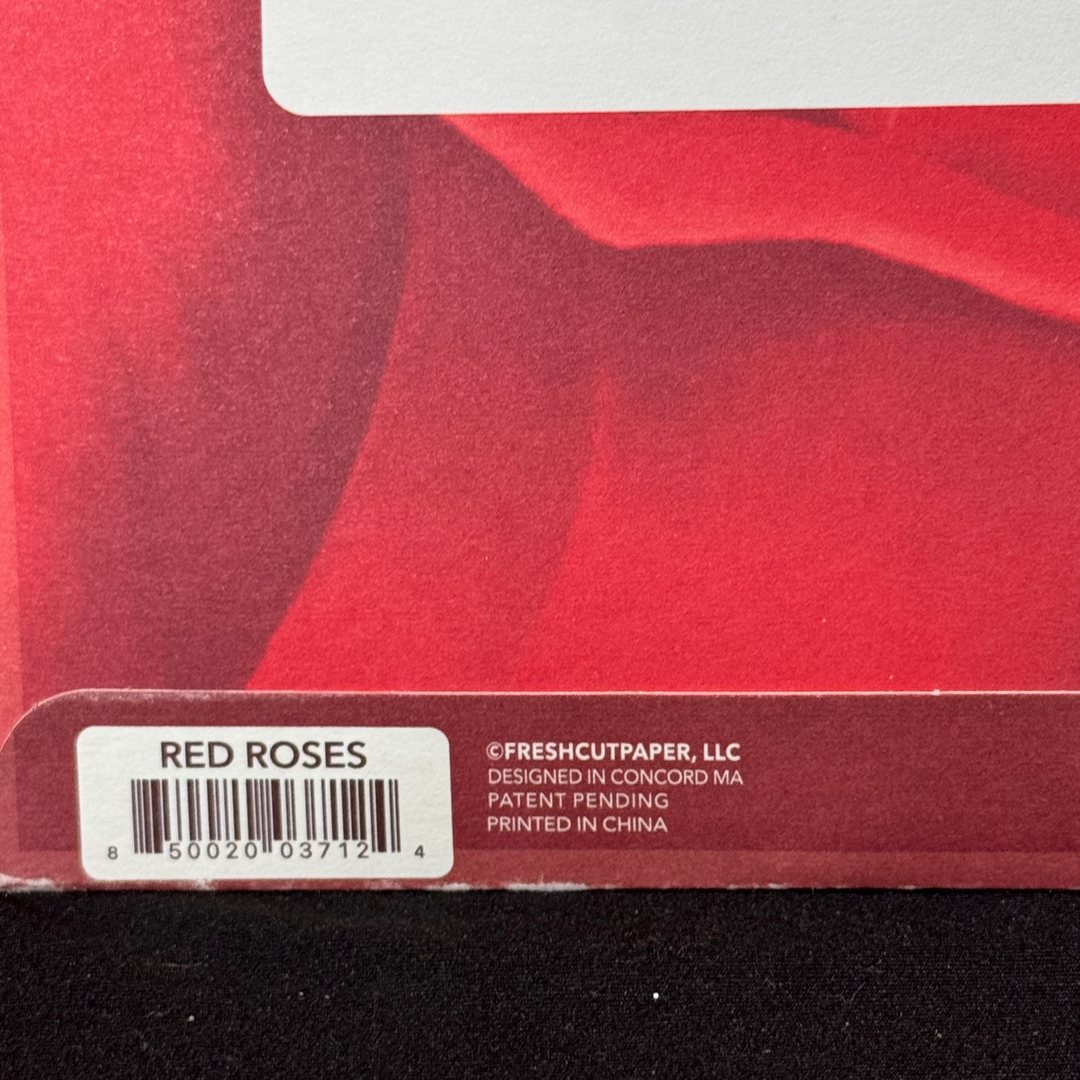 RED ROSES
8 50020 03712 4
©FRESHCUTPAPER, LLC
DESIGNED IN CONCORD MA
PATENT PENDING
PRINTED IN CHINA